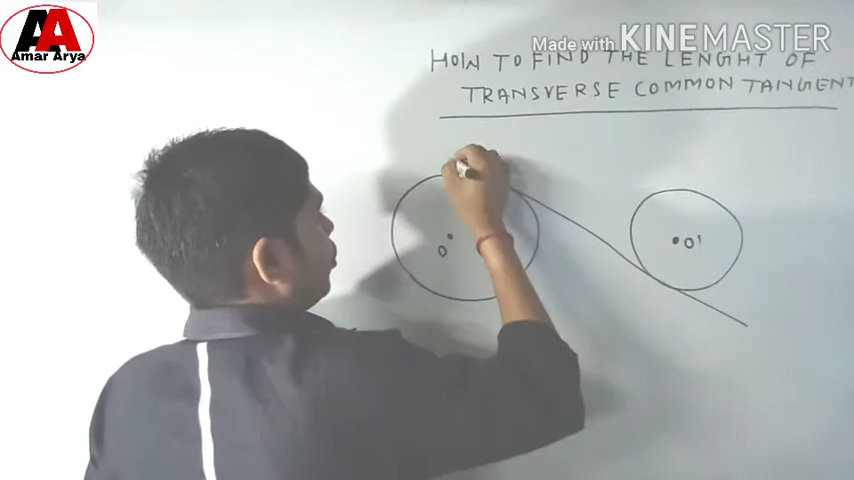 AA
Amar Arya
Made with KINEMASTER
HOW TO FIND THE LENGHT OF
TRANSVERSE COMMON TANGENT
O
O'